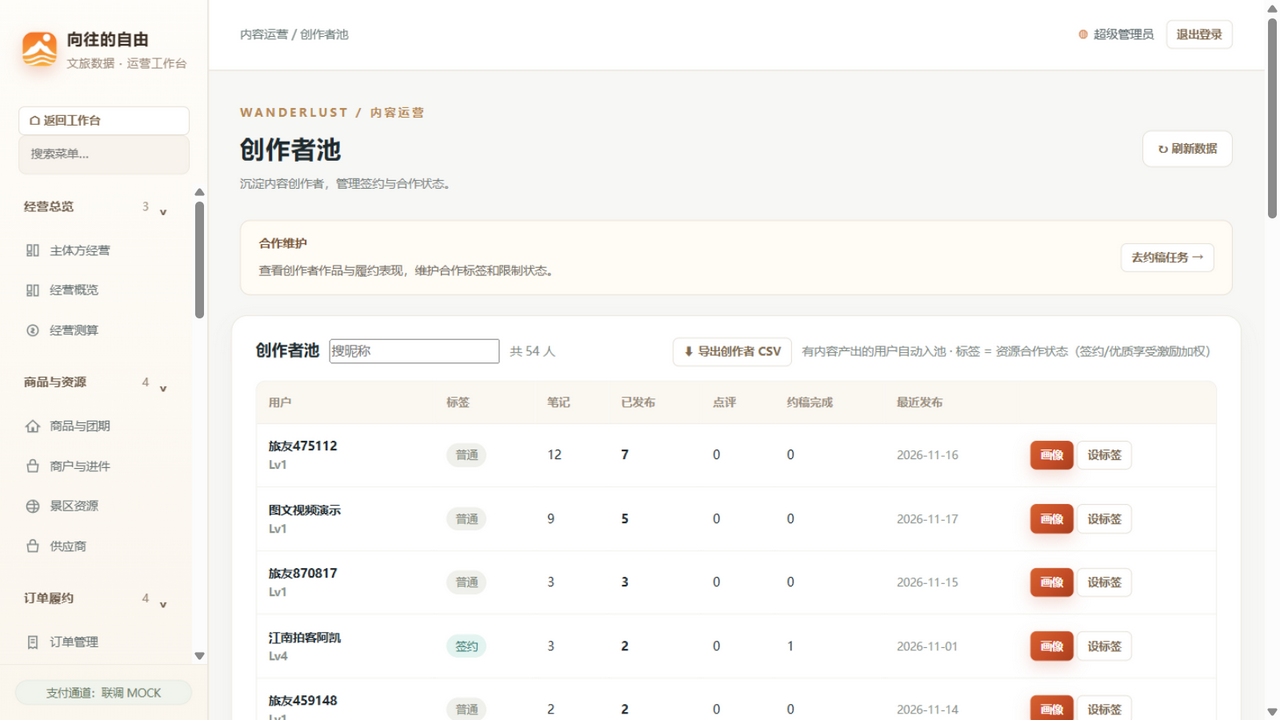 向往的自由
文旅数据 · 运营工作台
返回工作台
搜索菜单...
经营总览 3
主体方经营
经营概览
经营测算
商品与资源 4
商品与团期
商户与进件
景区资源
供应商
订单履约 4
订单管理
支付通道：联调 MOCK
内容运营 / 创作者池
超级管理员 退出登录
WANDERLUST / 内容运营
创作者池
沉淀内容创作者，管理签约与合作状态。
↻ 刷新数据
合作维护
查看创作者作品与履约表现，维护合作标签和限制状态。
去约稿任务 →
创作者池 搜昵称 共 54 人 ⬇ 导出创作者 CSV 有内容产出的用户自动入池 · 标签 = 资源合作状态（签约/优质享受激励加权）
用户 标签 笔记 已发布 点评 约稿完成 最近发布
旅友475112
Lv1
普通 12 7 0 0 2026-11-16 画像 设标签
图文视频演示
Lv1
普通 9 5 0 0 2026-11-17 画像 设标签
旅友870817
Lv1
普通 3 3 0 0 2026-11-15 画像 设标签
江南拍客阿凯
Lv4
签约 3 2 0 1 2026-11-01 画像 设标签
旅友459148
Lv1
普通 2 2 0 0 2026-11-14 画像 设标签